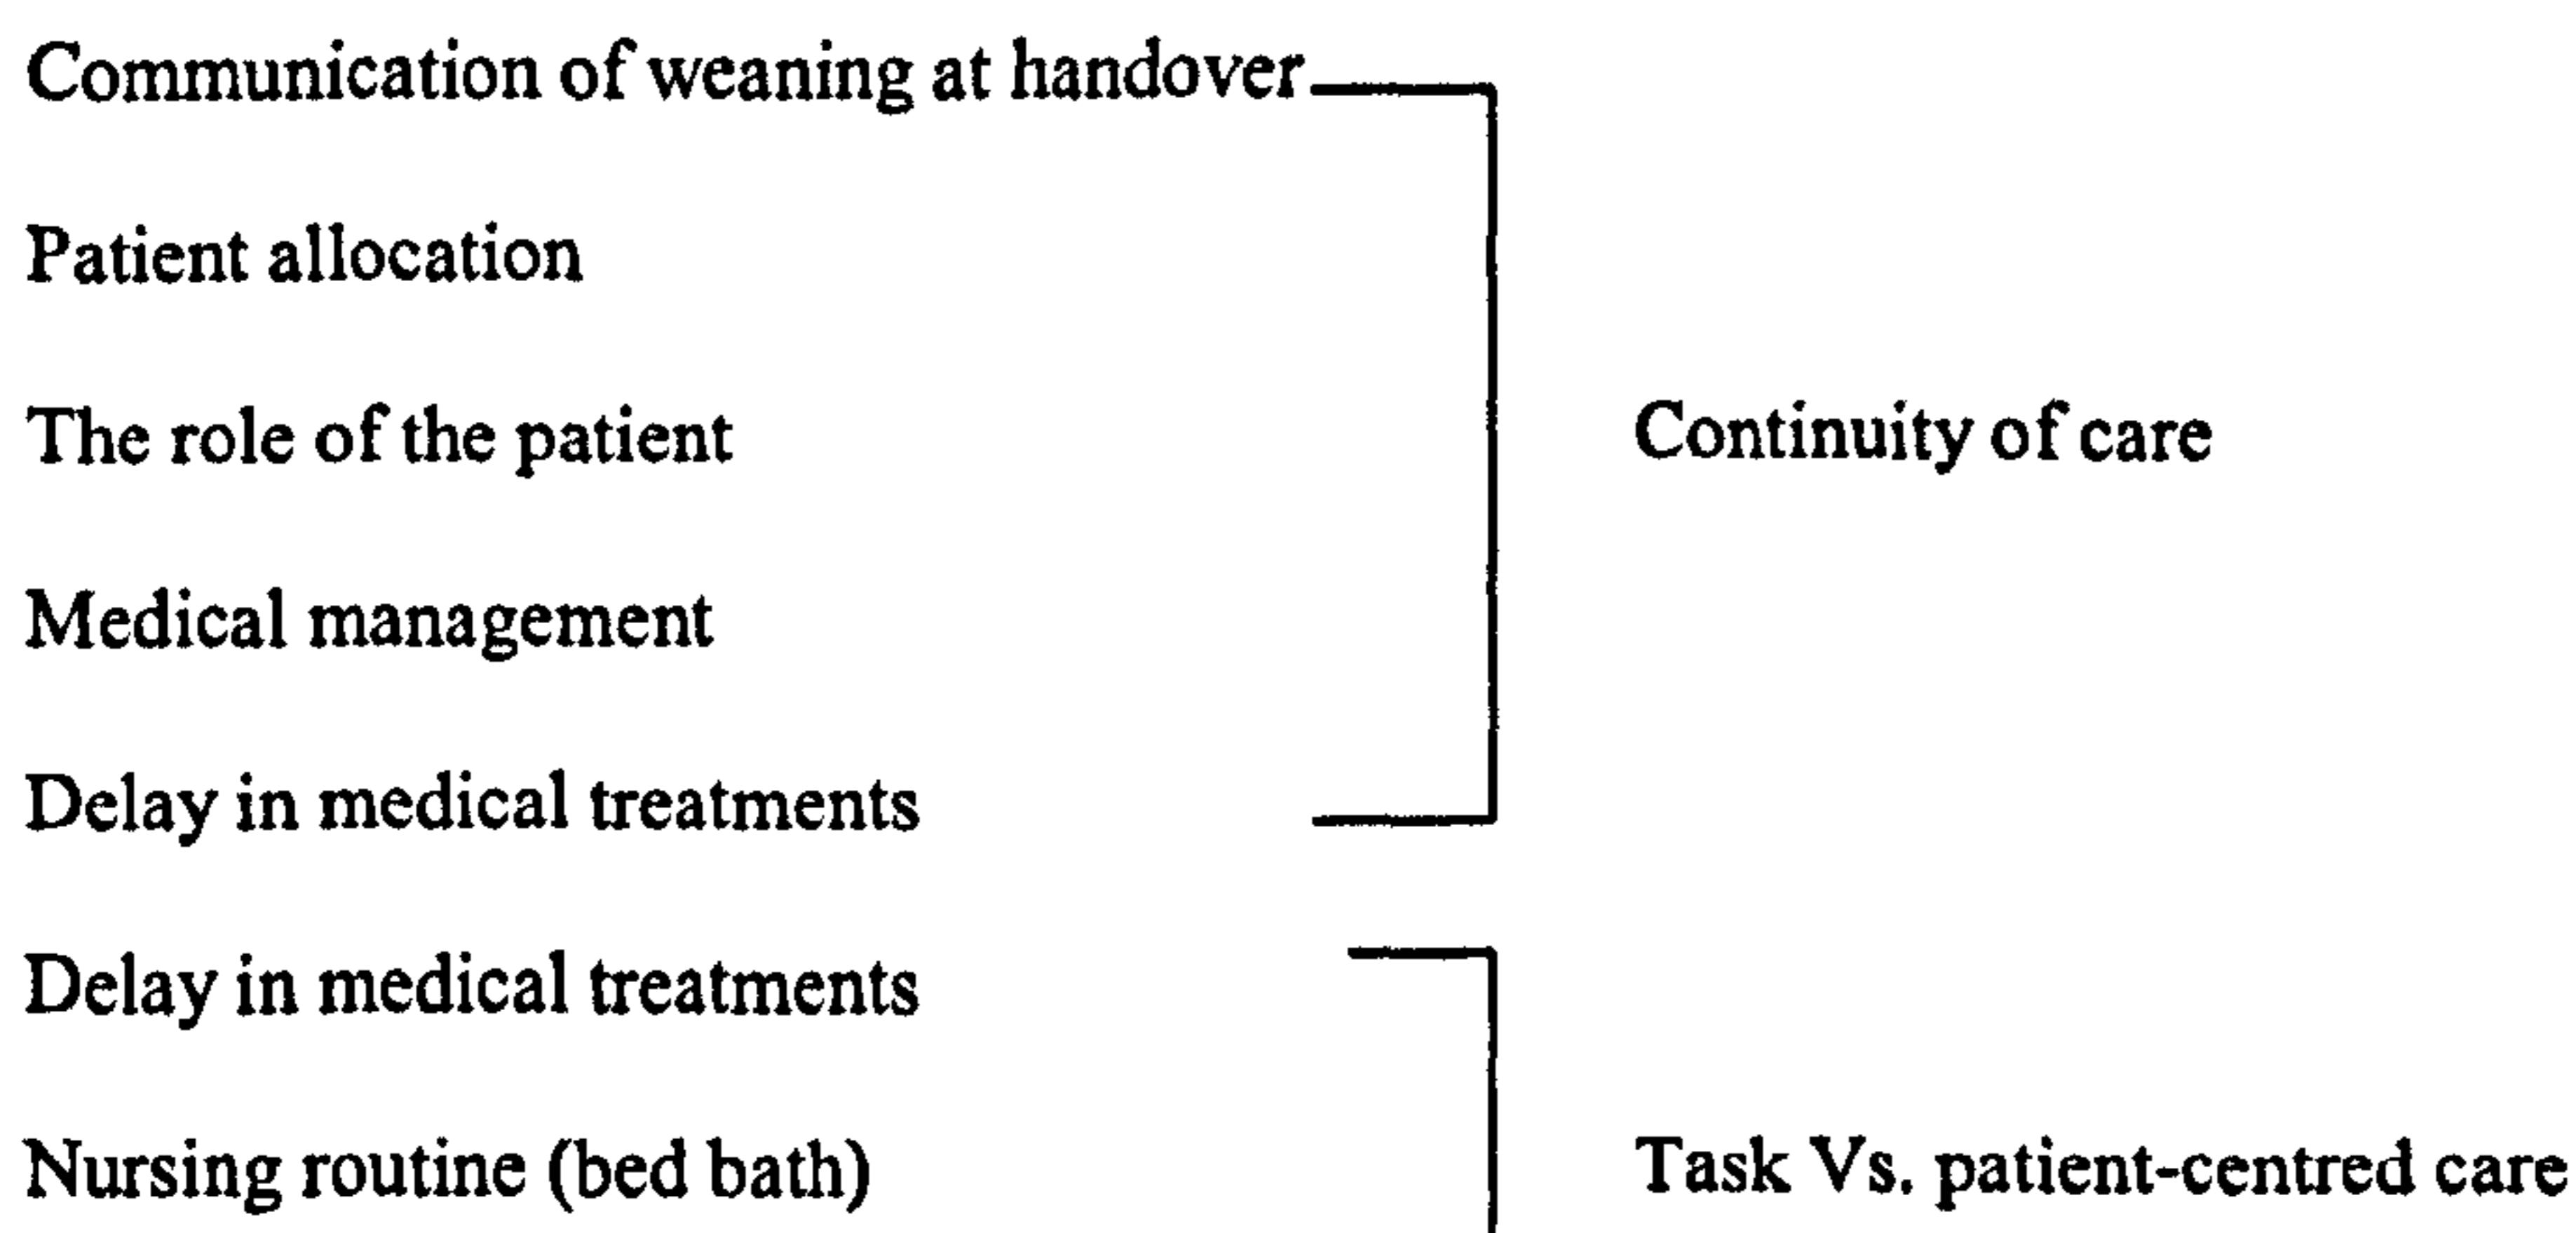 Communication of weaning at handover
Patient allocation
The role of the patient
Continuity of care
Medical management
Delay in medical treatments
Delay in medical treatments
Nursing routine (bed bath)
Task Vs. patient-centred care